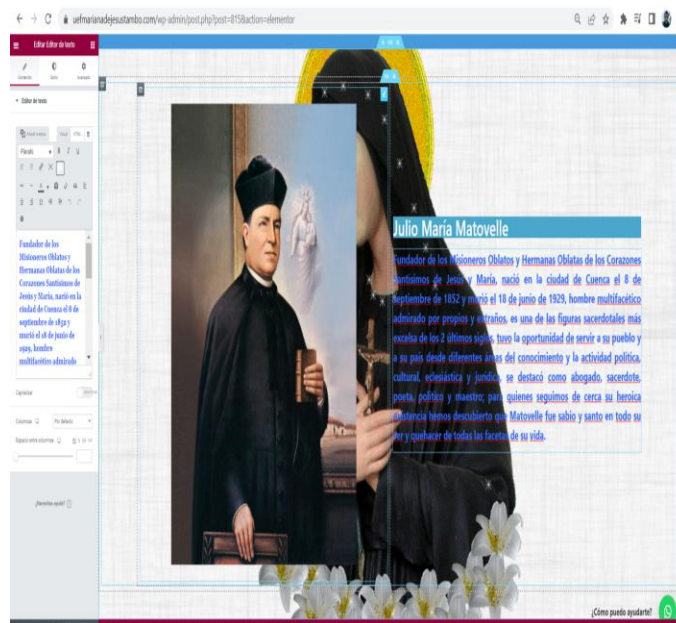 uefmarianadejesustambo.com/wp-admin/post.php?post=815&action=elementor
Editar Editor de texto
Contenido Estilo Avanzado
Editor de texto
Visual HTML
Párrafo B I U
Fundador de los
Misioneros Oblatos y
Hermanas Oblatas de los
Corazones Santísimos de
Jesús y María, nació en la
ciudad de Cuenca el 8 de
septiembre de 1852 y
murió el 18 de junio de
1929, hombre
multifacético admirado
Capitalizar
Columnas Por defecto
Espacio entre columnas
¿Necesitas ayuda?
Julio María Matovelle
Fundador de los Misioneros Oblatos y Hermanas Oblatas de los Corazones
Santísimos de Jesús y María, nació en la ciudad de Cuenca el 8 de
septiembre de 1852 y murió el 18 de junio de 1929, hombre multifacético
admirado por propios y extraños, es una de las figuras sacerdotales más
excelsa de los 2 últimos siglos, tuvo la oportunidad de servir a su pueblo y
a su país desde diferentes áreas del conocimiento y la actividad política,
cultural, eclesiástica y jurídica, se destacó como abogado, sacerdote,
poeta, político y maestro; para quienes seguimos de cerca su heroica
existencia hemos descubierto que Matovelle fue sabio y santo en todo su
ser y quehacer de todas las facetas de su vida.
¿Cómo puedo ayudarte?